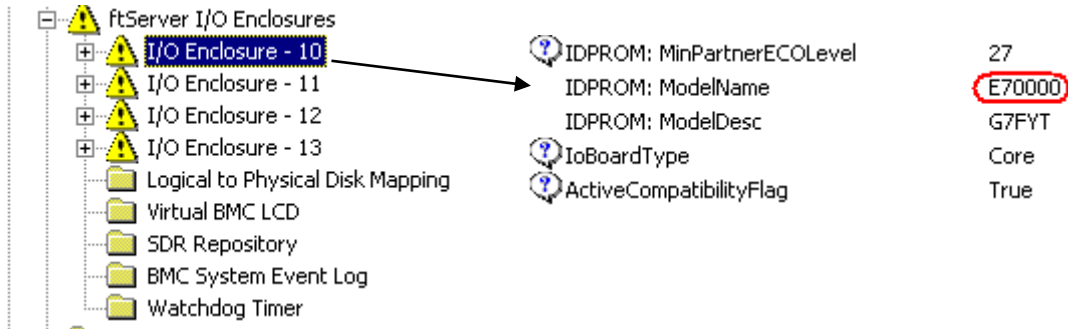 ftServer I/O Enclosures
I/O Enclosure - 10
I/O Enclosure - 11
I/O Enclosure - 12
I/O Enclosure - 13
Logical to Physical Disk Mapping
Virtual BMC LCD
SDR Repository
BMC System Event Log
Watchdog Timer
IDPROM: MinPartnerECOLevel 27
IDPROM: ModelName E70000
IDPROM: ModelDesc G7FYT
IoBoardType Core
ActiveCompatibilityFlag True